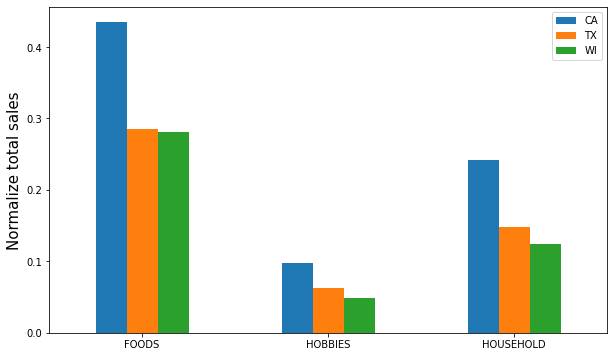 CA
TX
WI
Normalize total sales
0.4
0.3
0.2
0.1
0.0
FOODS
HOBBIES
HOUSEHOLD